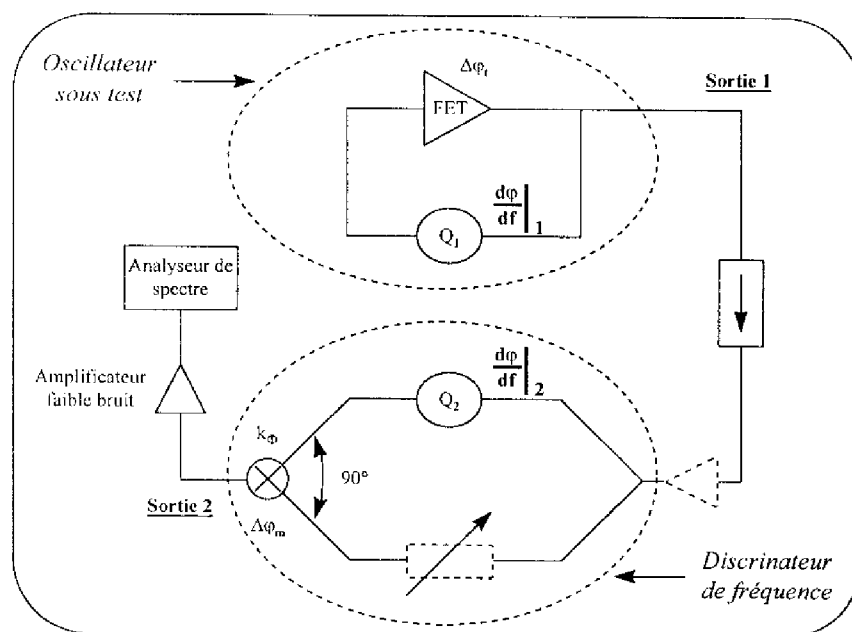 Oscillateur
sous test
Δφt
FET
Sortie 1
dφ/df|1
Q1
Analyseur de
spectre
Amplificateur
faible bruit
dφ/df|2
Q2
kΦ
90°
Sortie 2
Δφm
Discrinateur
de fréquence